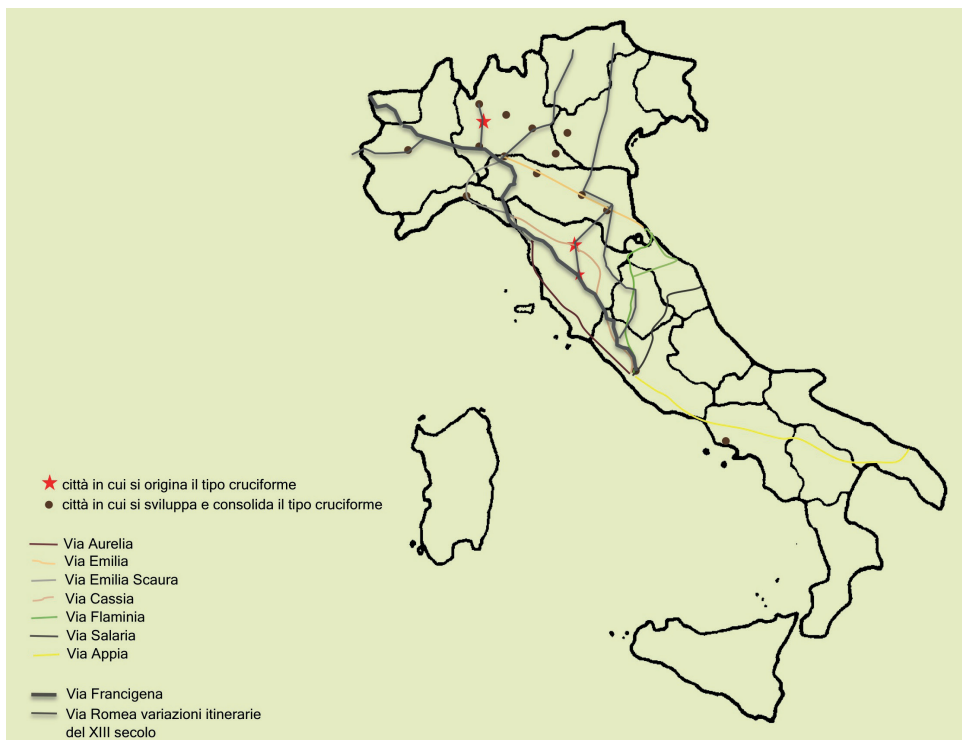 città in cui si origina il tipo cruciforme
città in cui si sviluppa e consolida il tipo cruciforme
Via Aurelia
Via Emilia
Via Emilia Scaura
Via Cassia
Via Flaminia
Via Salaria
Via Appia
Via Francigena
Via Romea variazioni itinerarie
del XIII secolo